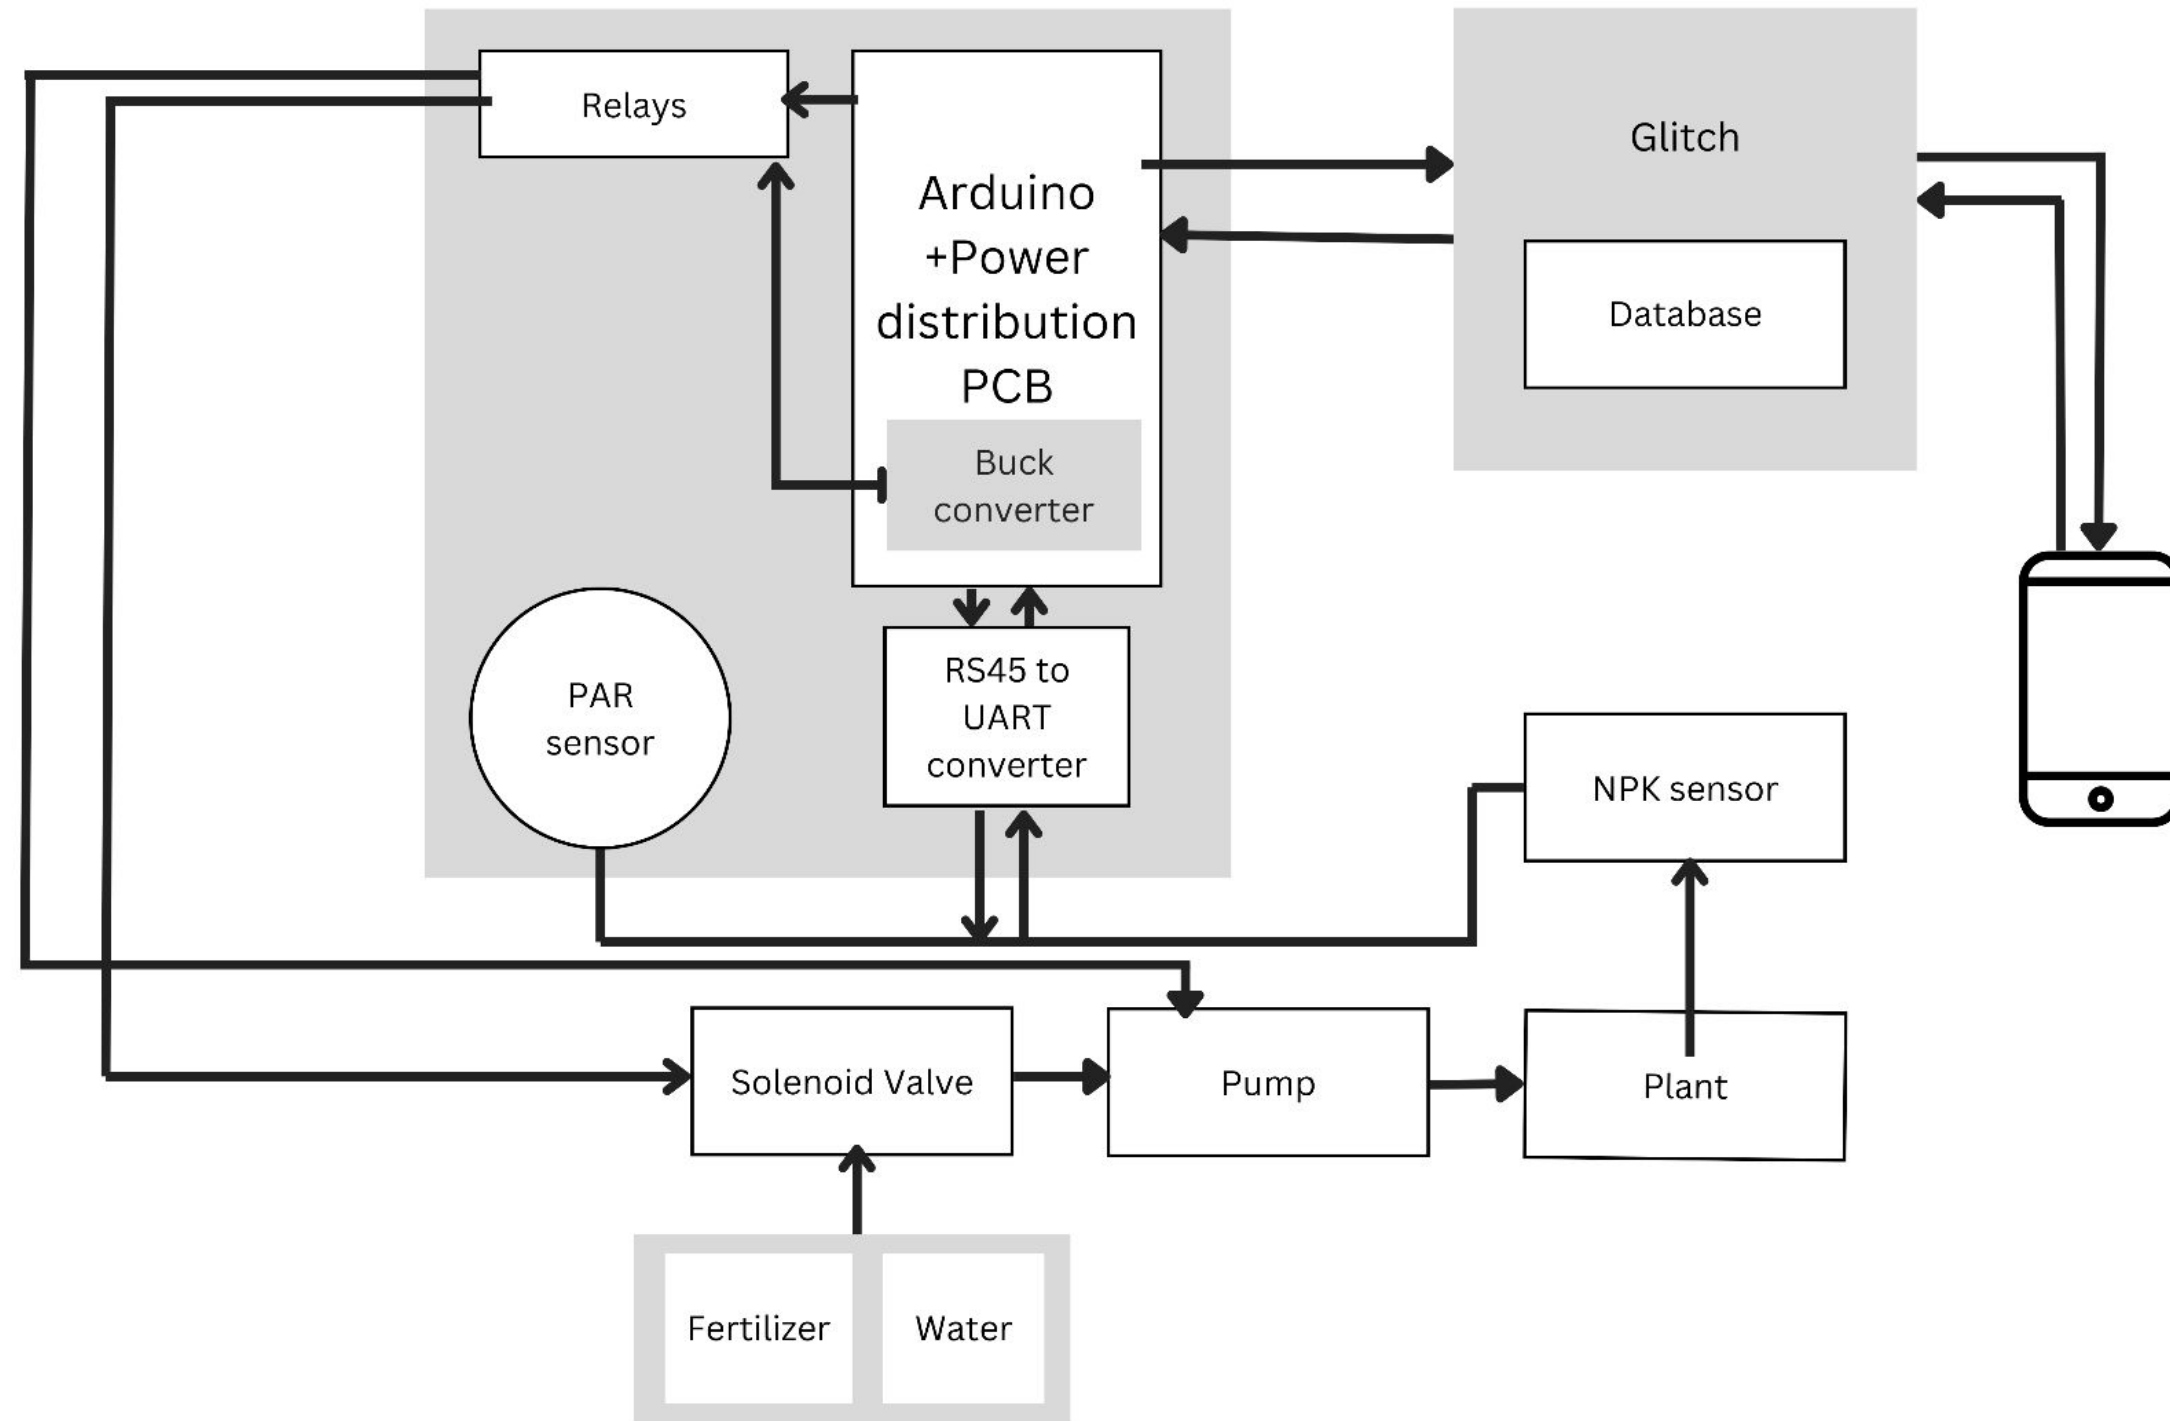 Relays
Arduino
+Power
distribution
PCB
Buck
converter
Glitch
Database
PAR
sensor
RS45 to
UART
converter
NPK sensor
Solenoid Valve
Pump
Plant
Fertilizer
Water